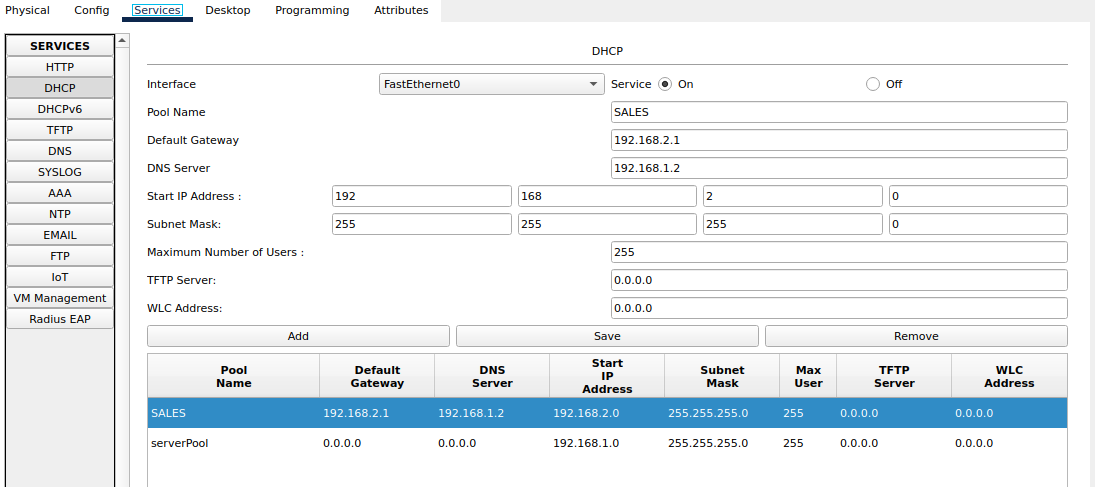 Physical Config Services Desktop Programming Attributes
SERVICES
HTTP
DHCP
DHCPv6
TFTP
DNS
SYSLOG
AAA
NTP
EMAIL
FTP
IoT
VM Management
Radius EAP
DHCP
Interface FastEthernet0 Service On Off
Pool Name SALES
Default Gateway 192.168.2.1
DNS Server 192.168.1.2
Start IP Address : 192 168 2 0
Subnet Mask: 255 255 255 0
Maximum Number of Users : 255
TFTP Server: 0.0.0.0
WLC Address: 0.0.0.0
Add Save Remove
Pool Name Default Gateway DNS Server Start IP Address Subnet Mask Max User TFTP Server WLC Address
SALES 192.168.2.1 192.168.1.2 192.168.2.0 255.255.255.0 255 0.0.0.0 0.0.0.0
serverPool 0.0.0.0 0.0.0.0 192.168.1.0 255.255.255.0 255 0.0.0.0 0.0.0.0